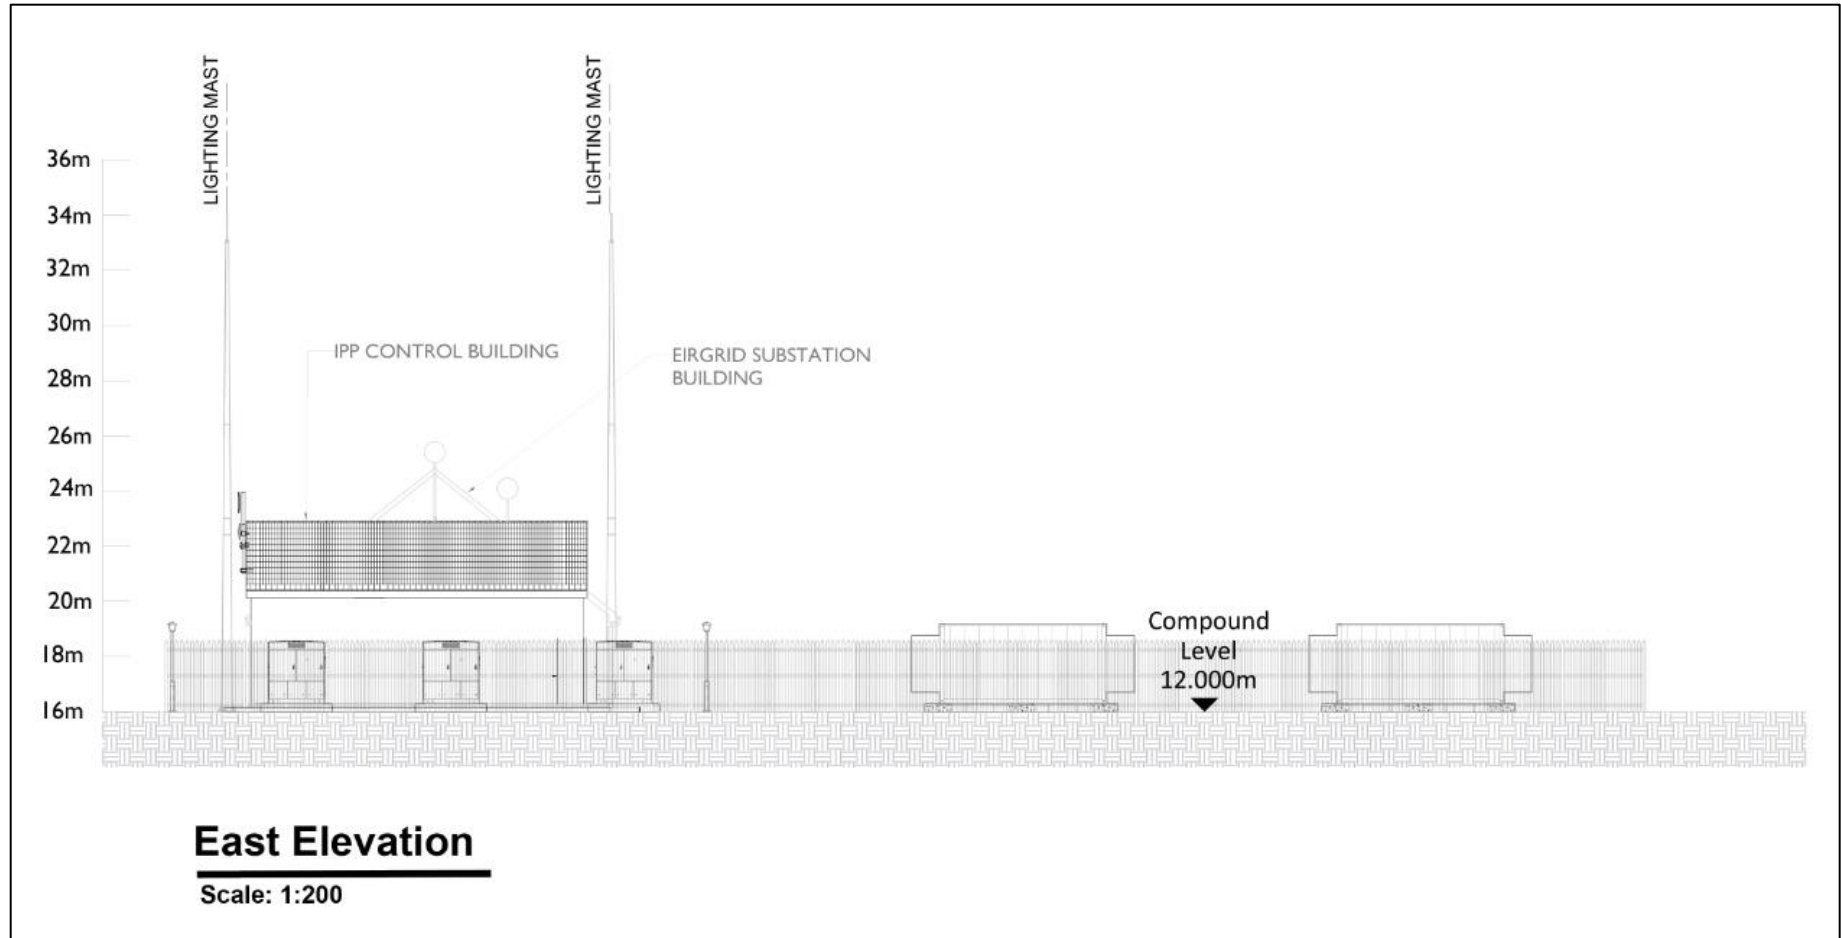 LIGHTING MAST
LIGHTING MAST
36m
34m
32m
30m
28m
26m
24m
22m
20m
18m
16m
IPP CONTROL BUILDING
EIRGRID SUBSTATION
BUILDING
Compound
Level
12.000m
East Elevation
Scale: 1:200